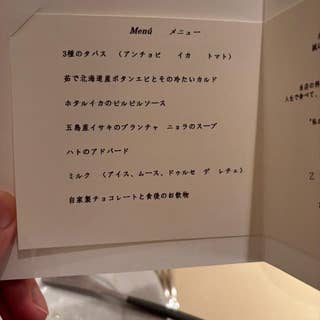 Menú　メニュー
3種のタパス　（アンチョビ　イカ　トマト）
茹で北海道産ボタンエビとその冷たいカルド
ホタルイカのピルピルソース
五島産イサキのプランチャ　ニョラのスープ
ハトのアドバード
ミルク　（アイス、ムース、ドゥルセ　デ　レチェ）
自家製チョコレートと食後のお飲物